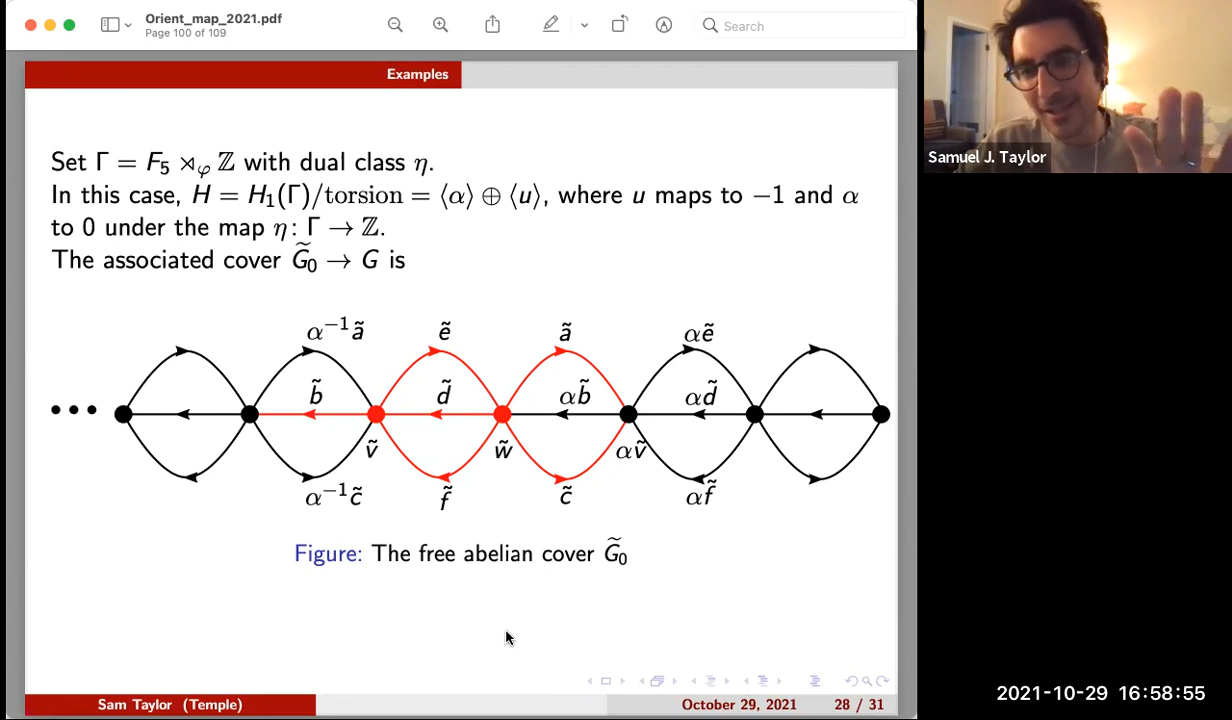 Orient_map_2021.pdf
Page 100 of 109
Search
Examples
Set Γ = F₅ ⋊_φ ℤ with dual class η.
In this case, H = H₁(Γ)/torsion = ⟨α⟩ ⊕ ⟨u⟩, where u maps to −1 and α
to 0 under the map η: Γ → ℤ.
The associated cover G̃₀ → G is
α⁻¹ã ẽ ã αẽ
b̃ d̃ αb̃ αd̃
ṽ w̃ αṽ
α⁻¹c̃ f̃ c̃ αf̃
Figure: The free abelian cover G̃₀
Sam Taylor (Temple) October 29, 2021 28 / 31
Samuel J. Taylor
2021-10-29 16:58:55